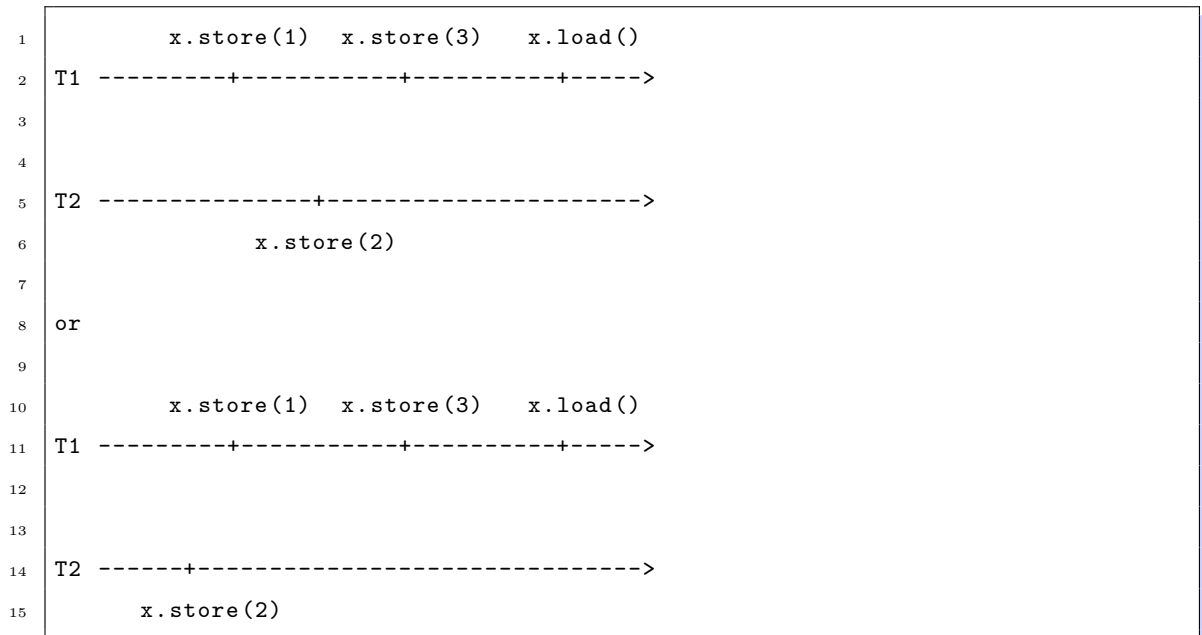 1 x.store(1) x.store(3) x.load()
2 T1 ---------+-----------+----------+----->
3
4
5 T2 ---------------+---------------------->
6 x.store(2)
7
8 or
9
10 x.store(1) x.store(3) x.load()
11 T1 ---------+-----------+----------+----->
12
13
14 T2 ------+------------------------------->
15 x.store(2)